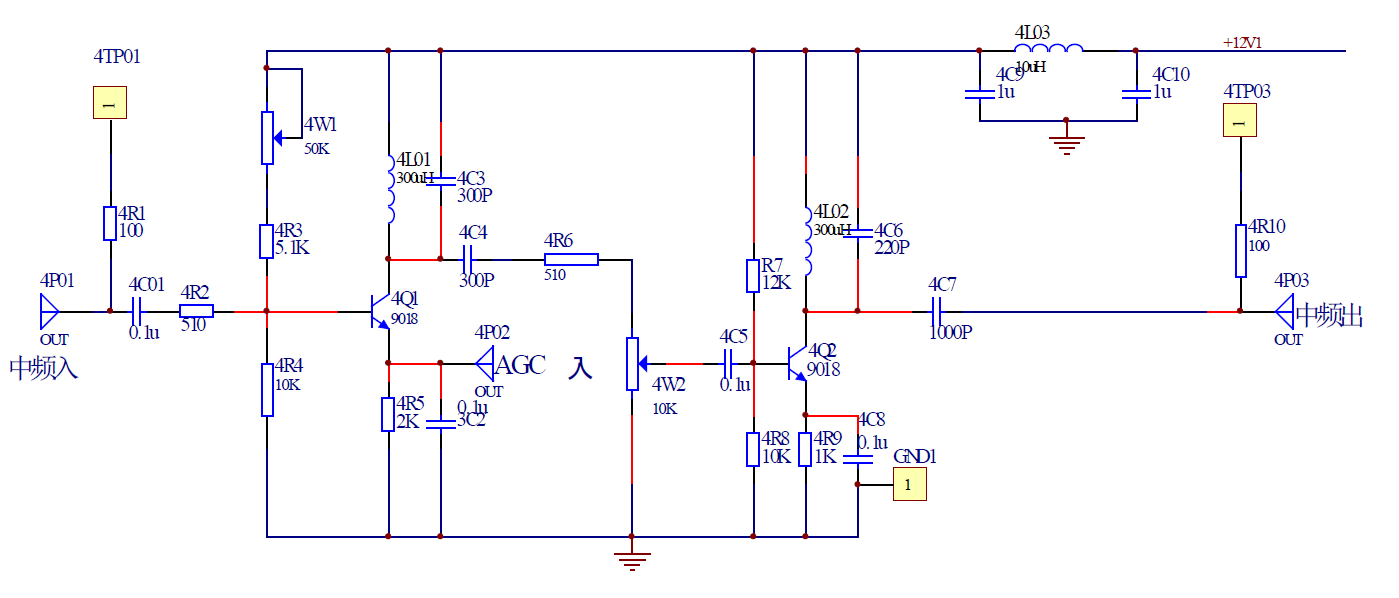 4TP01
1
4R1
100
4P01
OUT
中频入
4C01
0.1u
4R2
510
4W1
50K
4R3
5.1K
4R4
10K
4L01
300uH
4C3
300P
4C4
300P
4R6
510
4Q1
9018
4P02
AGC 入
OUT
4R5
2K
0.1u
3C2
4W2
10K
4C5
0.1u
R7
12K
4R8
10K
4L02
300uH
4C6
220P
4Q2
9018
4R9
1K
4C8
0.1u
GND1
1
4C7
1000P
4L03
10uH
4C9
1u
4C10
1u
+12V1
4TP03
1
4R10
100
4P03
中频出
OUT